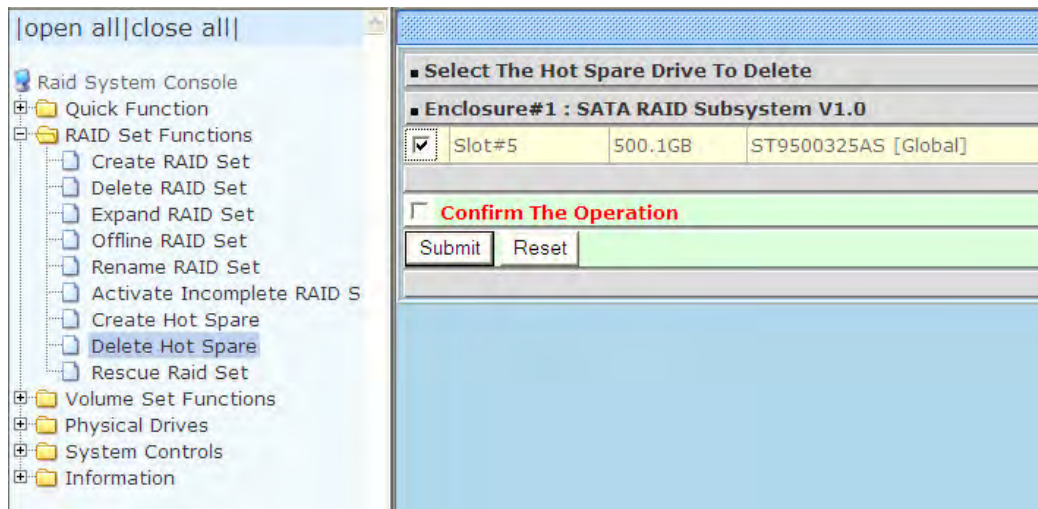 |open all|close all|
Raid System Console
Quick Function
RAID Set Functions
Create RAID Set
Delete RAID Set
Expand RAID Set
Offline RAID Set
Rename RAID Set
Activate Incomplete RAID S
Create Hot Spare
Delete Hot Spare
Rescue Raid Set
Volume Set Functions
Physical Drives
System Controls
Information
Select The Hot Spare Drive To Delete
Enclosure#1 : SATA RAID Subsystem V1.0
Slot#5 500.1GB ST9500325AS [Global]
Confirm The Operation
Submit Reset